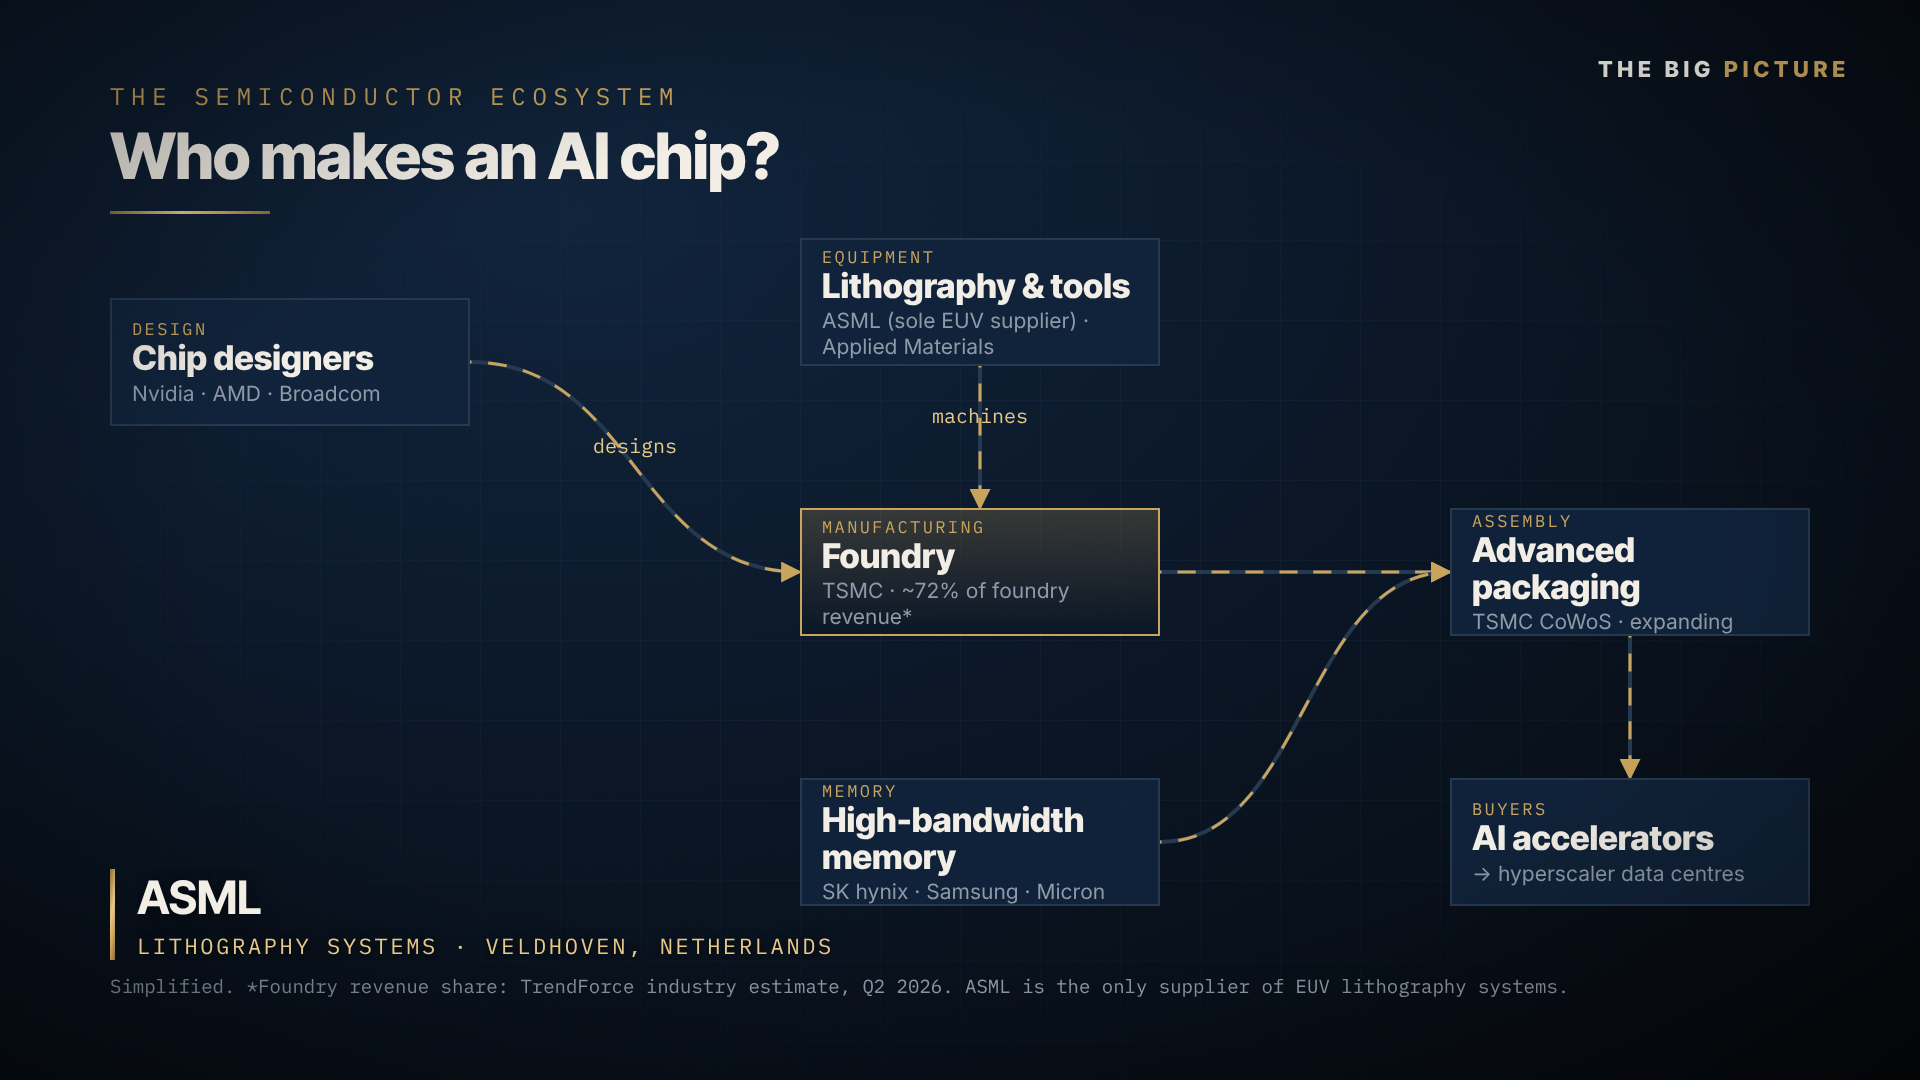 THE BIG PICTURE
THE SEMICONDUCTOR ECOSYSTEM
Who makes an AI chip?
EQUIPMENT
Lithography & tools
ASML (sole EUV supplier) ·
Applied Materials
DESIGN
Chip designers
Nvidia · AMD · Broadcom
machines
designs
MANUFACTURING
Foundry
TSMC · ~72% of foundry
revenue*
ASSEMBLY
Advanced
packaging
TSMC CoWoS · expanding
MEMORY
High-bandwidth
memory
SK hynix · Samsung · Micron
BUYERS
AI accelerators
→ hyperscaler data centres
ASML
LITHOGRAPHY SYSTEMS · VELDHOVEN, NETHERLANDS
Simplified. *Foundry revenue share: TrendForce industry estimate, Q2 2026. ASML is the only supplier of EUV lithography systems.